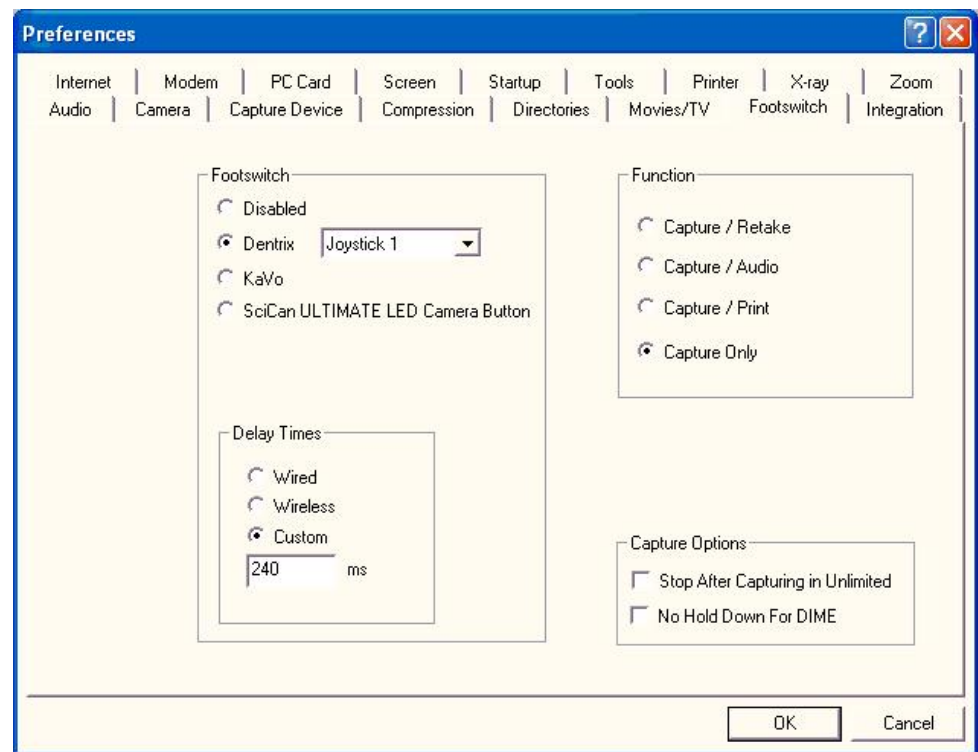 Preferences
Internet Modem PC Card Screen Startup Tools Printer X-ray Zoom
Audio Camera Capture Device Compression Directories Movies/TV Footswitch Integration
Footswitch
Disabled
Dentrix Joystick 1
KaVo
SciCan ULTIMATE LED Camera Button
Delay Times
Wired
Wireless
Custom
240 ms
Function
Capture / Retake
Capture / Audio
Capture / Print
Capture Only
Capture Options
Stop After Capturing in Unlimited
No Hold Down For DIME
OK Cancel